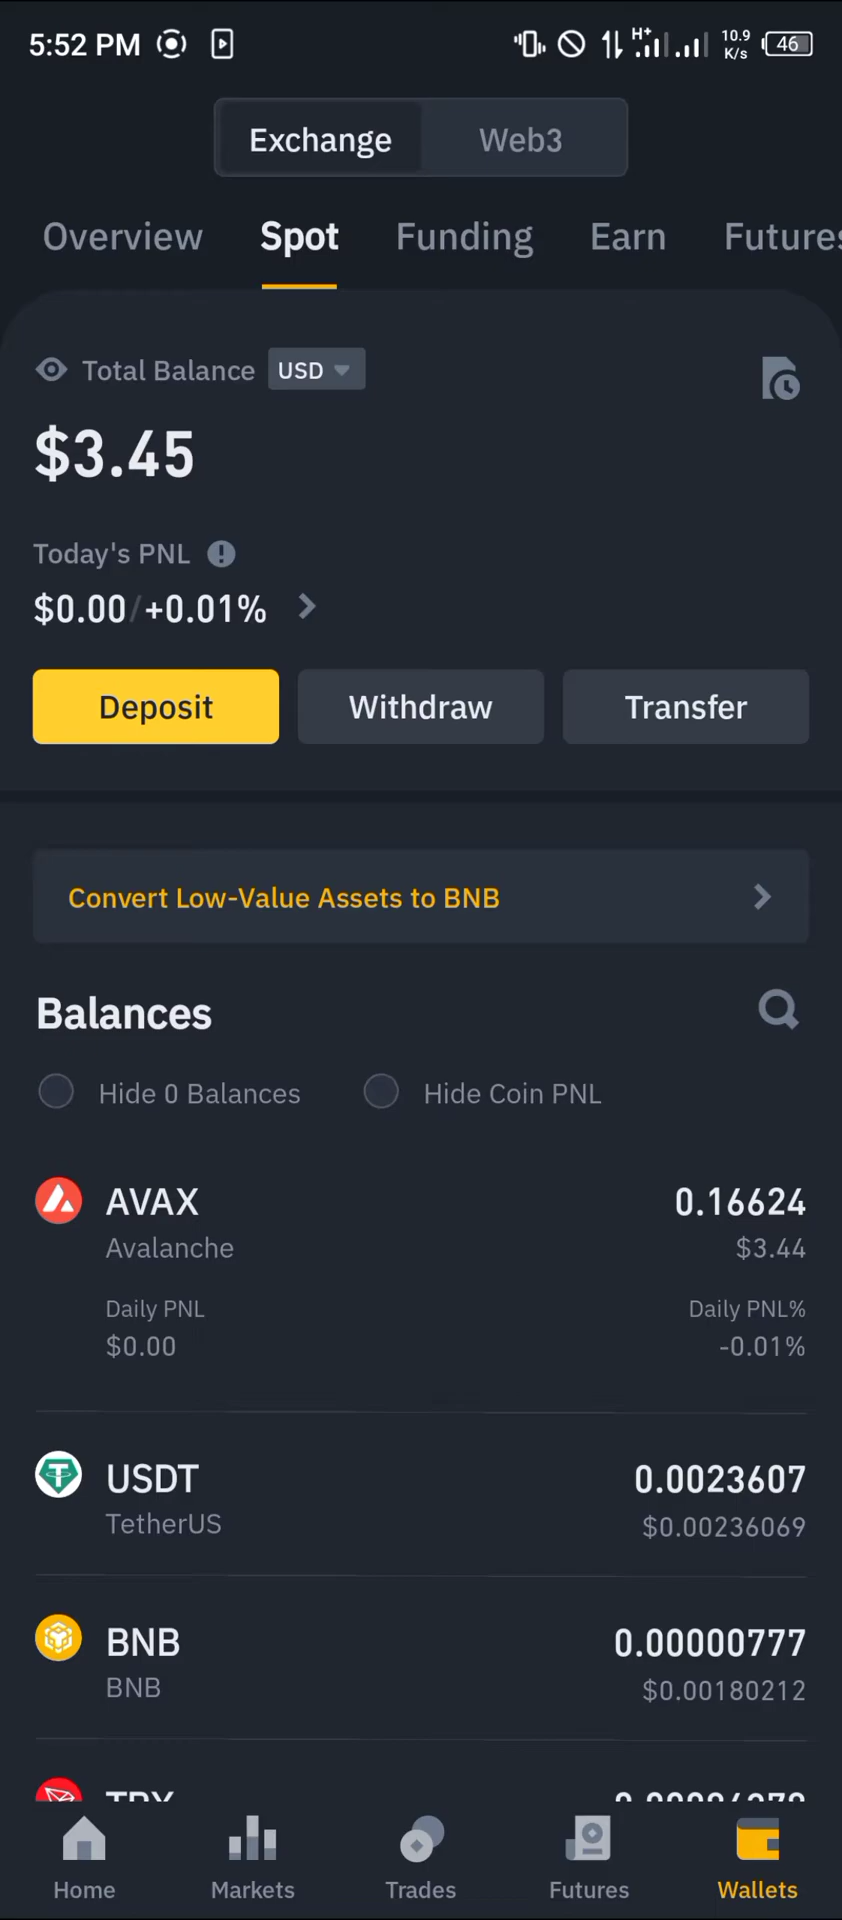 5:52 PM H+ 10.9 K/s 46
Exchange Web3
Overview Spot Funding Earn Futures
Total Balance USD
$3.45
Today's PNL
$0.00/+0.01%
Deposit Withdraw Transfer
Convert Low-Value Assets to BNB
Balances
Hide 0 Balances Hide Coin PNL
AVAX 0.16624
Avalanche $3.44
Daily PNL Daily PNL%
$0.00 -0.01%
USDT 0.0023607
TetherUS $0.00236069
BNB 0.00000777
BNB $0.00180212
Home Markets Trades Futures Wallets